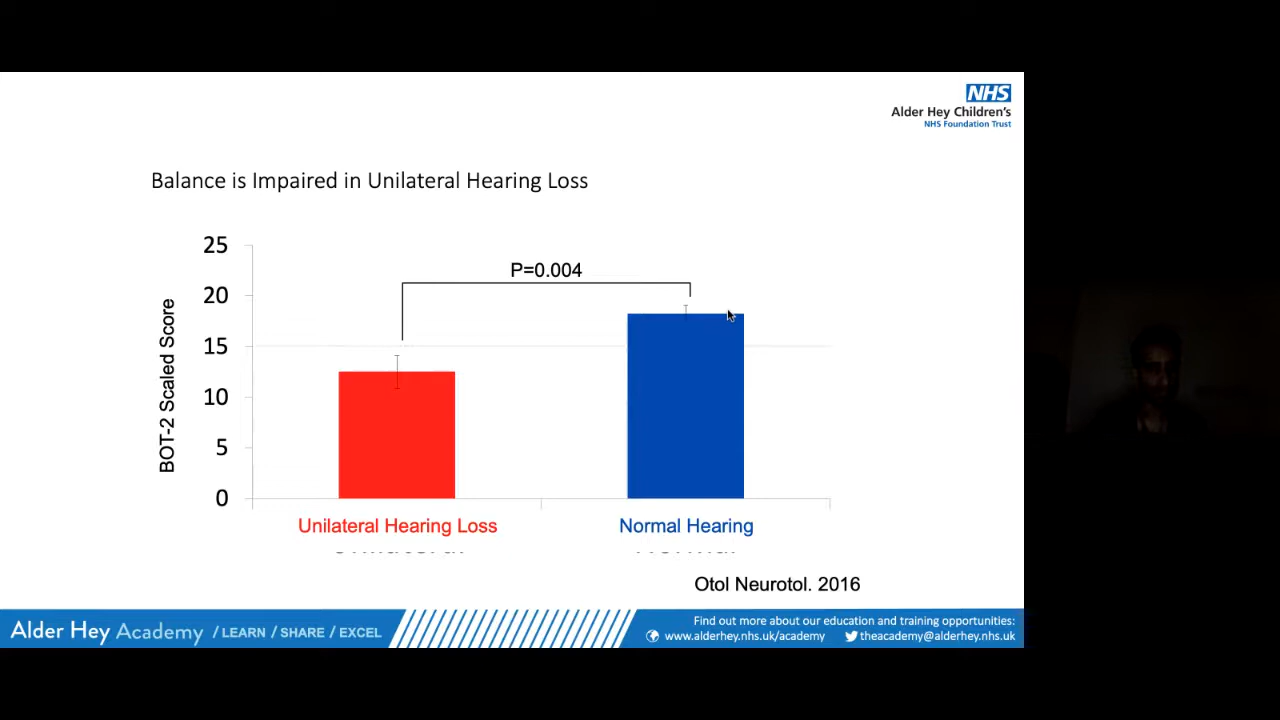 NHS
Alder Hey Children's
NHS Foundation Trust
Balance is Impaired in Unilateral Hearing Loss
25
P=0.004
20
15
10
5
0
BOT-2 Scaled Score
Unilateral Hearing Loss
Normal Hearing
Otol Neurotol. 2016
Alder Hey Academy / LEARN / SHARE / EXCEL
Find out more about our education and training opportunities:
www.alderhey.nhs.uk/academy theacademy@alderhey.nhs.uk